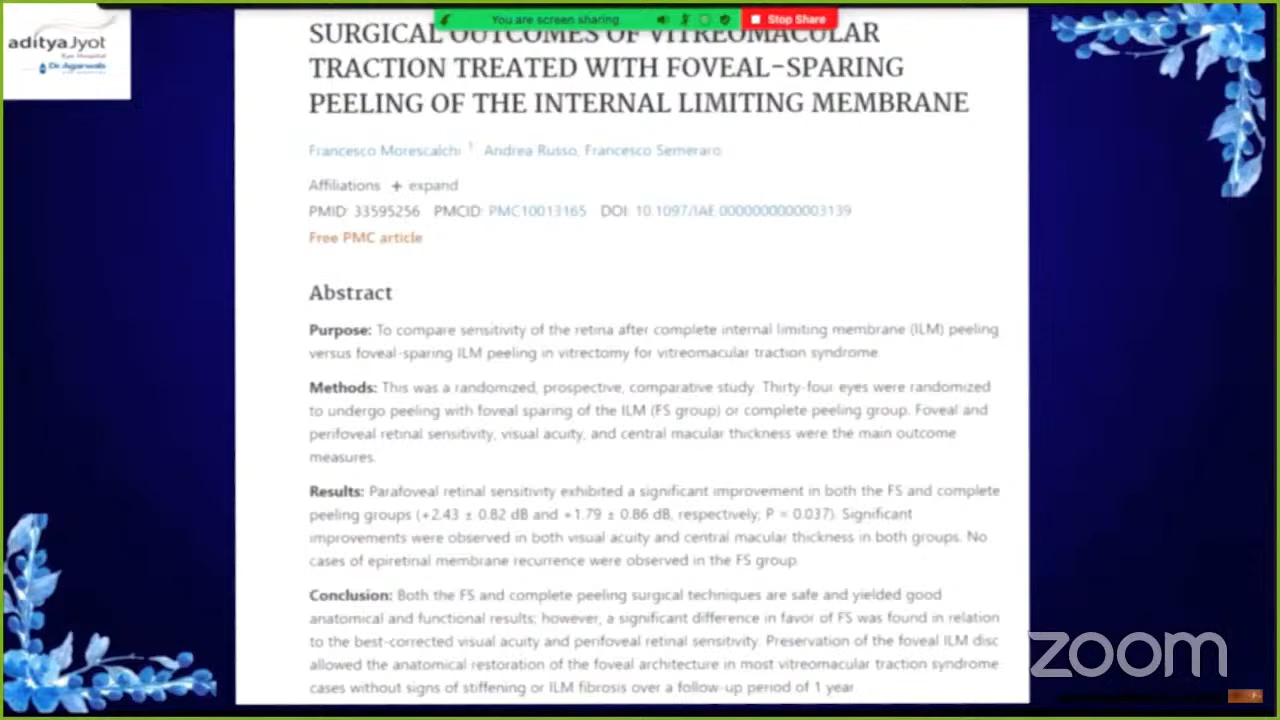 You are screen sharing
Stop Share
adityaJyot
Eye Hospital
Dr. Agarwals
SURGICAL OUTCOMES OF VITREOMACULAR
TRACTION TREATED WITH FOVEAL-SPARING
PEELING OF THE INTERNAL LIMITING MEMBRANE
Francesco Morescalchi 1 Andrea Russo, Francesco Semeraro
Affiliations + expand
PMID: 33595256 PMCID: PMC10013165 DOI: 10.1097/IAE.0000000000003139
Free PMC article
Abstract
Purpose: To compare sensitivity of the retina after complete internal limiting membrane (ILM) peeling
versus foveal-sparing ILM peeling in vitrectomy for vitreomacular traction syndrome.
Methods: This was a randomized, prospective, comparative study. Thirty-four eyes were randomized
to undergo peeling with foveal sparing of the ILM (FS group) or complete peeling group. Foveal and
perifoveal retinal sensitivity, visual acuity, and central macular thickness were the main outcome
measures.
Results: Parafoveal retinal sensitivity exhibited a significant improvement in both the FS and complete
peeling groups (+2.43 ± 0.82 dB and +1.79 ± 0.86 dB, respectively; P = 0.037). Significant
improvements were observed in both visual acuity and central macular thickness in both groups. No
cases of epiretinal membrane recurrence were observed in the FS group.
Conclusion: Both the FS and complete peeling surgical techniques are safe and yielded good
anatomical and functional results; however, a significant difference in favor of FS was found in relation
to the best-corrected visual acuity and perifoveal retinal sensitivity. Preservation of the foveal ILM disc
allowed the anatomical restoration of the foveal architecture in most vitreomacular traction syndrome
cases without signs of stiffening or ILM fibrosis over a follow-up period of 1 year.
zoom